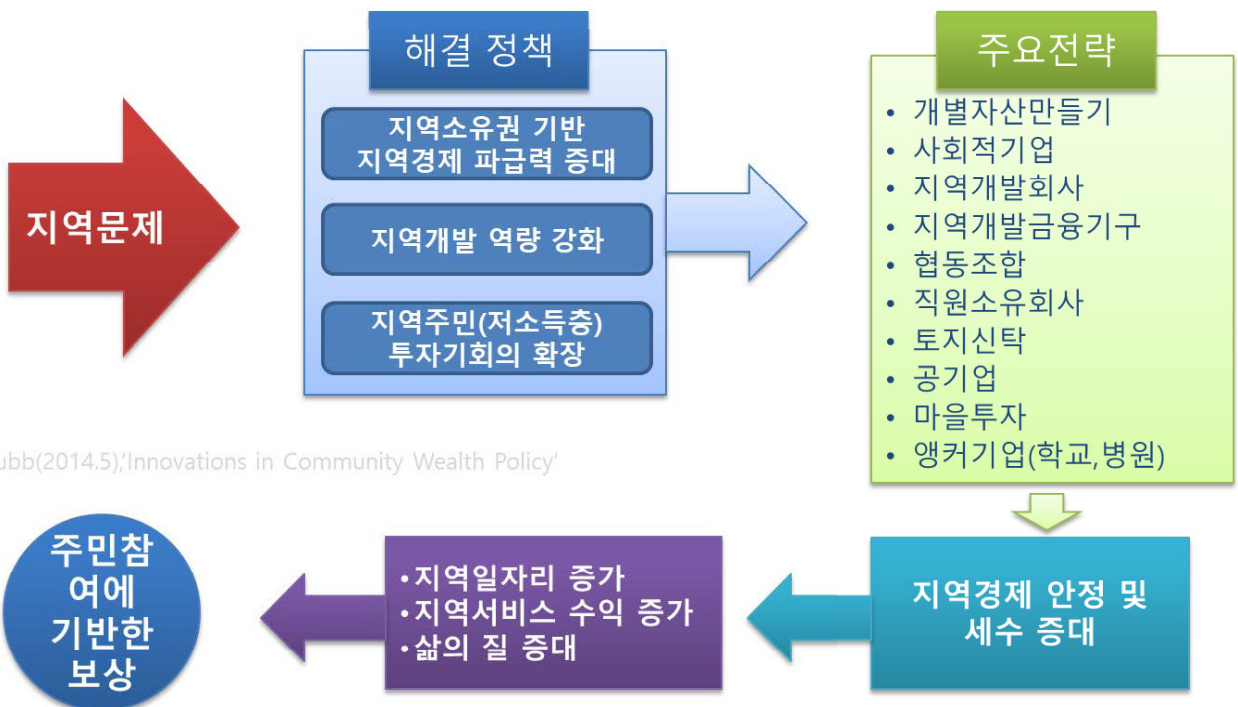 지역문제
해결 정책
지역소유권 기반
지역경제 파급력 증대
지역개발 역량 강화
지역주민(저소득층)
투자기회의 확장
주요전략
• 개별자산만들기
• 사회적기업
• 지역개발회사
• 지역개발금융기구
• 협동조합
• 직원소유회사
• 토지신탁
• 공기업
• 마을투자
• 앵커기업(학교,병원)
ubb(2014.5),'Innovations in Community Wealth Policy'
지역경제 안정 및
세수 증대
•지역일자리 증가
•지역서비스 수익 증가
•삶의 질 증대
주민참
여에
기반한
보상